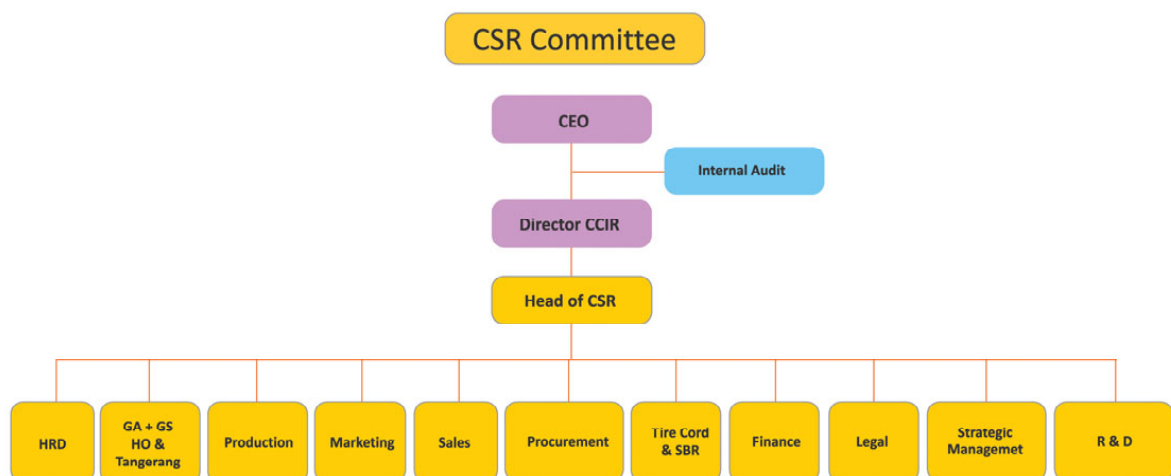 CSR Committee
CEO
Internal Audit
Director CCIR
Head of CSR
HRD
GA + GS
HO &
Tangerang
Production
Marketing
Sales
Procurement
Tire Cord
& SBR
Finance
Legal
Strategic
Managemet
R & D